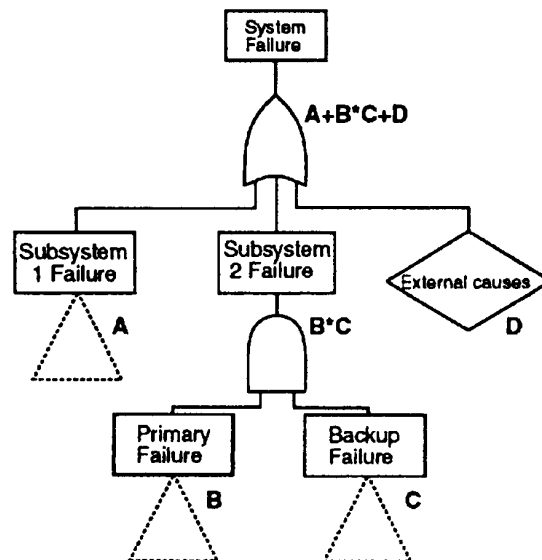 System
Failure
A+B*C+D
Subsystem
1 Failure
Subsystem
2 Failure
External causes
A
B*C
D
Primary
Failure
Backup
Failure
B
C